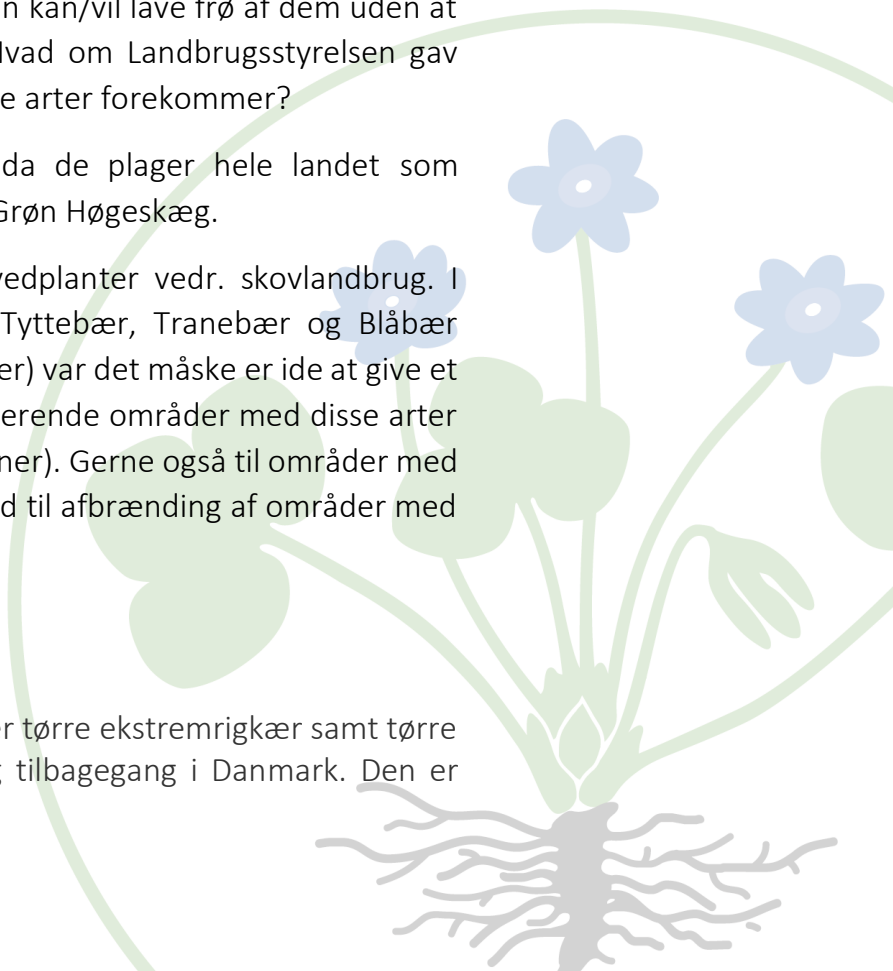 n kan/vil lave frø af dem uden at
Hvad om Landbrugsstyrelsen gav
e arter forekommer?
da de plager hele landet som
Grøn Høgeskæg.
vedplanter vedr. skovlandbrug. I
Tyttebær, Tranebær og Blåbær
er) var det måske er ide at give et
erende områder med disse arter
ner). Gerne også til områder med
d til afbrænding af områder med
er tørre ekstremrigkær samt tørre
g tilbagegang i Danmark. Den er